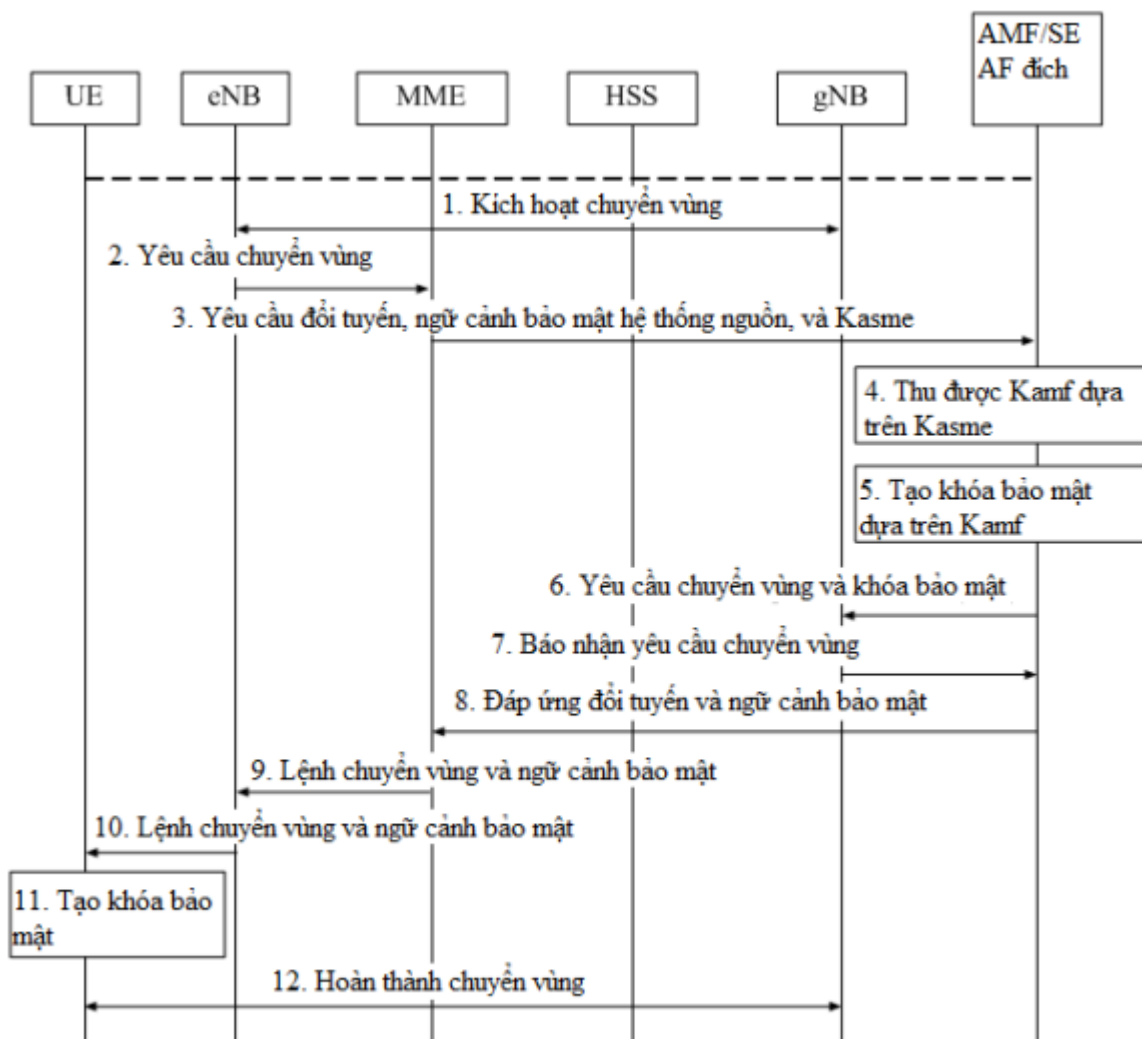 AMF/SE
AF đích
UE
eNB
MME
HSS
gNB
1. Kích hoạt chuyển vùng
2. Yêu cầu chuyển vùng
3. Yêu cầu đổi tuyến, ngữ cảnh bảo mật hệ thống nguồn, và Kasme
4. Thu được Kamf dựa
trên Kasme
5. Tạo khóa bảo mật
dựa trên Kamf
6. Yêu cầu chuyển vùng và khóa bảo mật
7. Báo nhận yêu cầu chuyển vùng
8. Đáp ứng đổi tuyến và ngữ cảnh bảo mật
9. Lệnh chuyển vùng và ngữ cảnh bảo mật
10. Lệnh chuyển vùng và ngữ cảnh bảo mật
11. Tạo khóa bảo
mật
12. Hoàn thành chuyển vùng